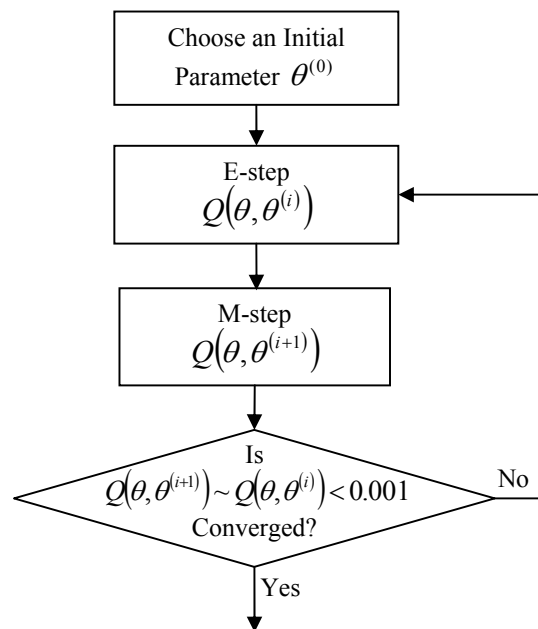 Choose an Initial
Parameter θ⁽⁰⁾
E-step
Q(θ, θ⁽ⁱ⁾)
M-step
Q(θ, θ⁽ⁱ⁺¹⁾)
Is
Q(θ, θ⁽ⁱ⁺¹⁾) ~ Q(θ, θ⁽ⁱ⁾) < 0.001
No
Converged?
Yes